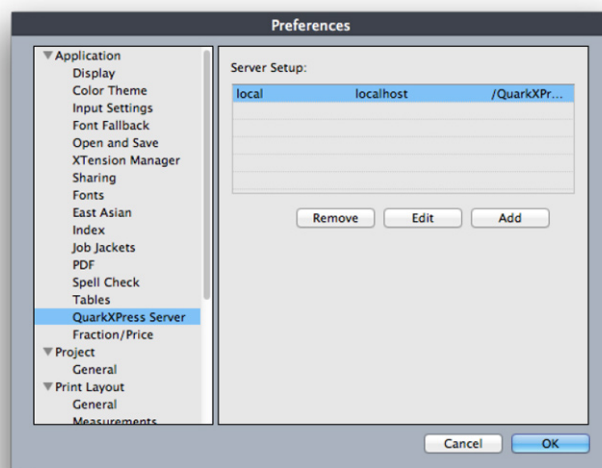 Preferences
Application
Display
Color Theme
Input Settings
Font Fallback
Open and Save
XTension Manager
Sharing
Fonts
East Asian
Index
Job Jackets
PDF
Spell Check
Tables
QuarkXPress Server
Fraction/Price
Project
General
Print Layout
General
Measurements
Server Setup:
local localhost /QuarkXPr...
Remove Edit Add
Cancel OK